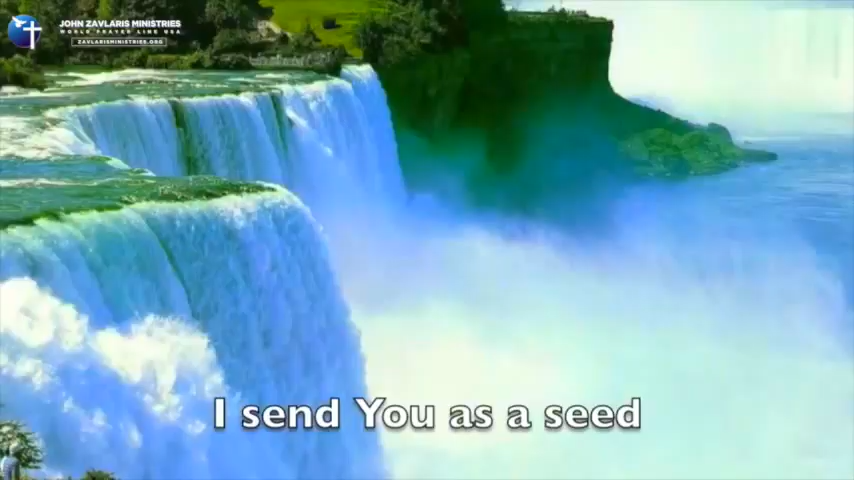 JOHN ZAVLARIS MINISTRIES
WORLD PRAYER LINE USA
ZAVLARISMINISTRIES.ORG
I send You as a seed